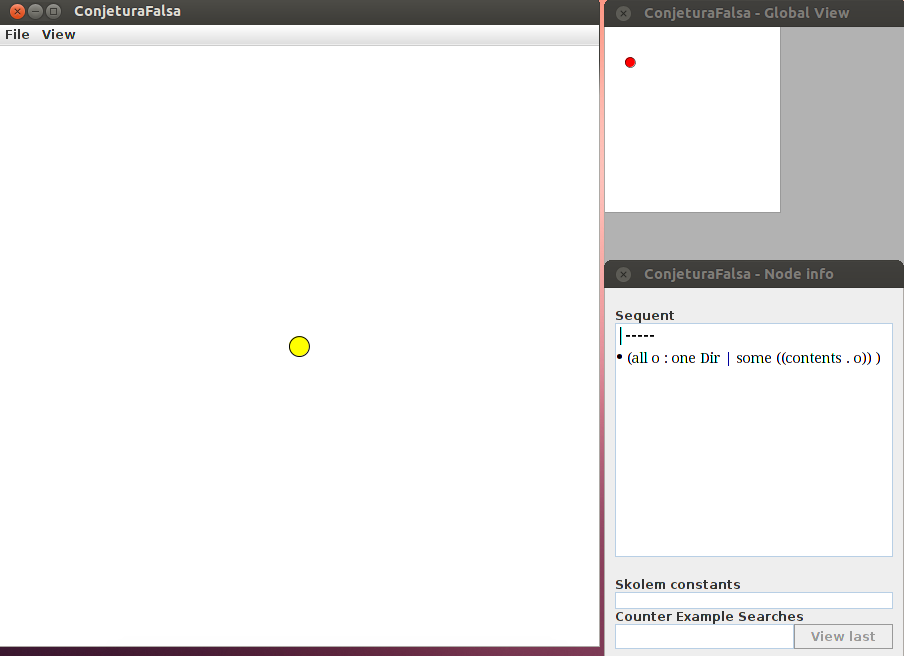 ConjeturaFalsa
File View
ConjeturaFalsa - Global View
ConjeturaFalsa - Node info
Sequent
|-----
• (all o : one Dir | some ((contents . o)) )
Skolem constants
Counter Example Searches
View last